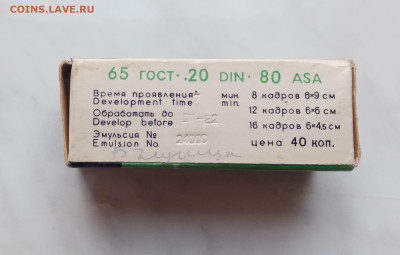 COINS.LAVE.RU
65 ГОСТ · 20 DIN · 80 ASA
Время проявления мин. 8 кадров 6×9 см
Development time min.
Обработать до 12 кадров 6×6 см
Develop before -82
Эмульсия № 16 кадров 6×4,5 см
Emulsion No цена 40 коп.